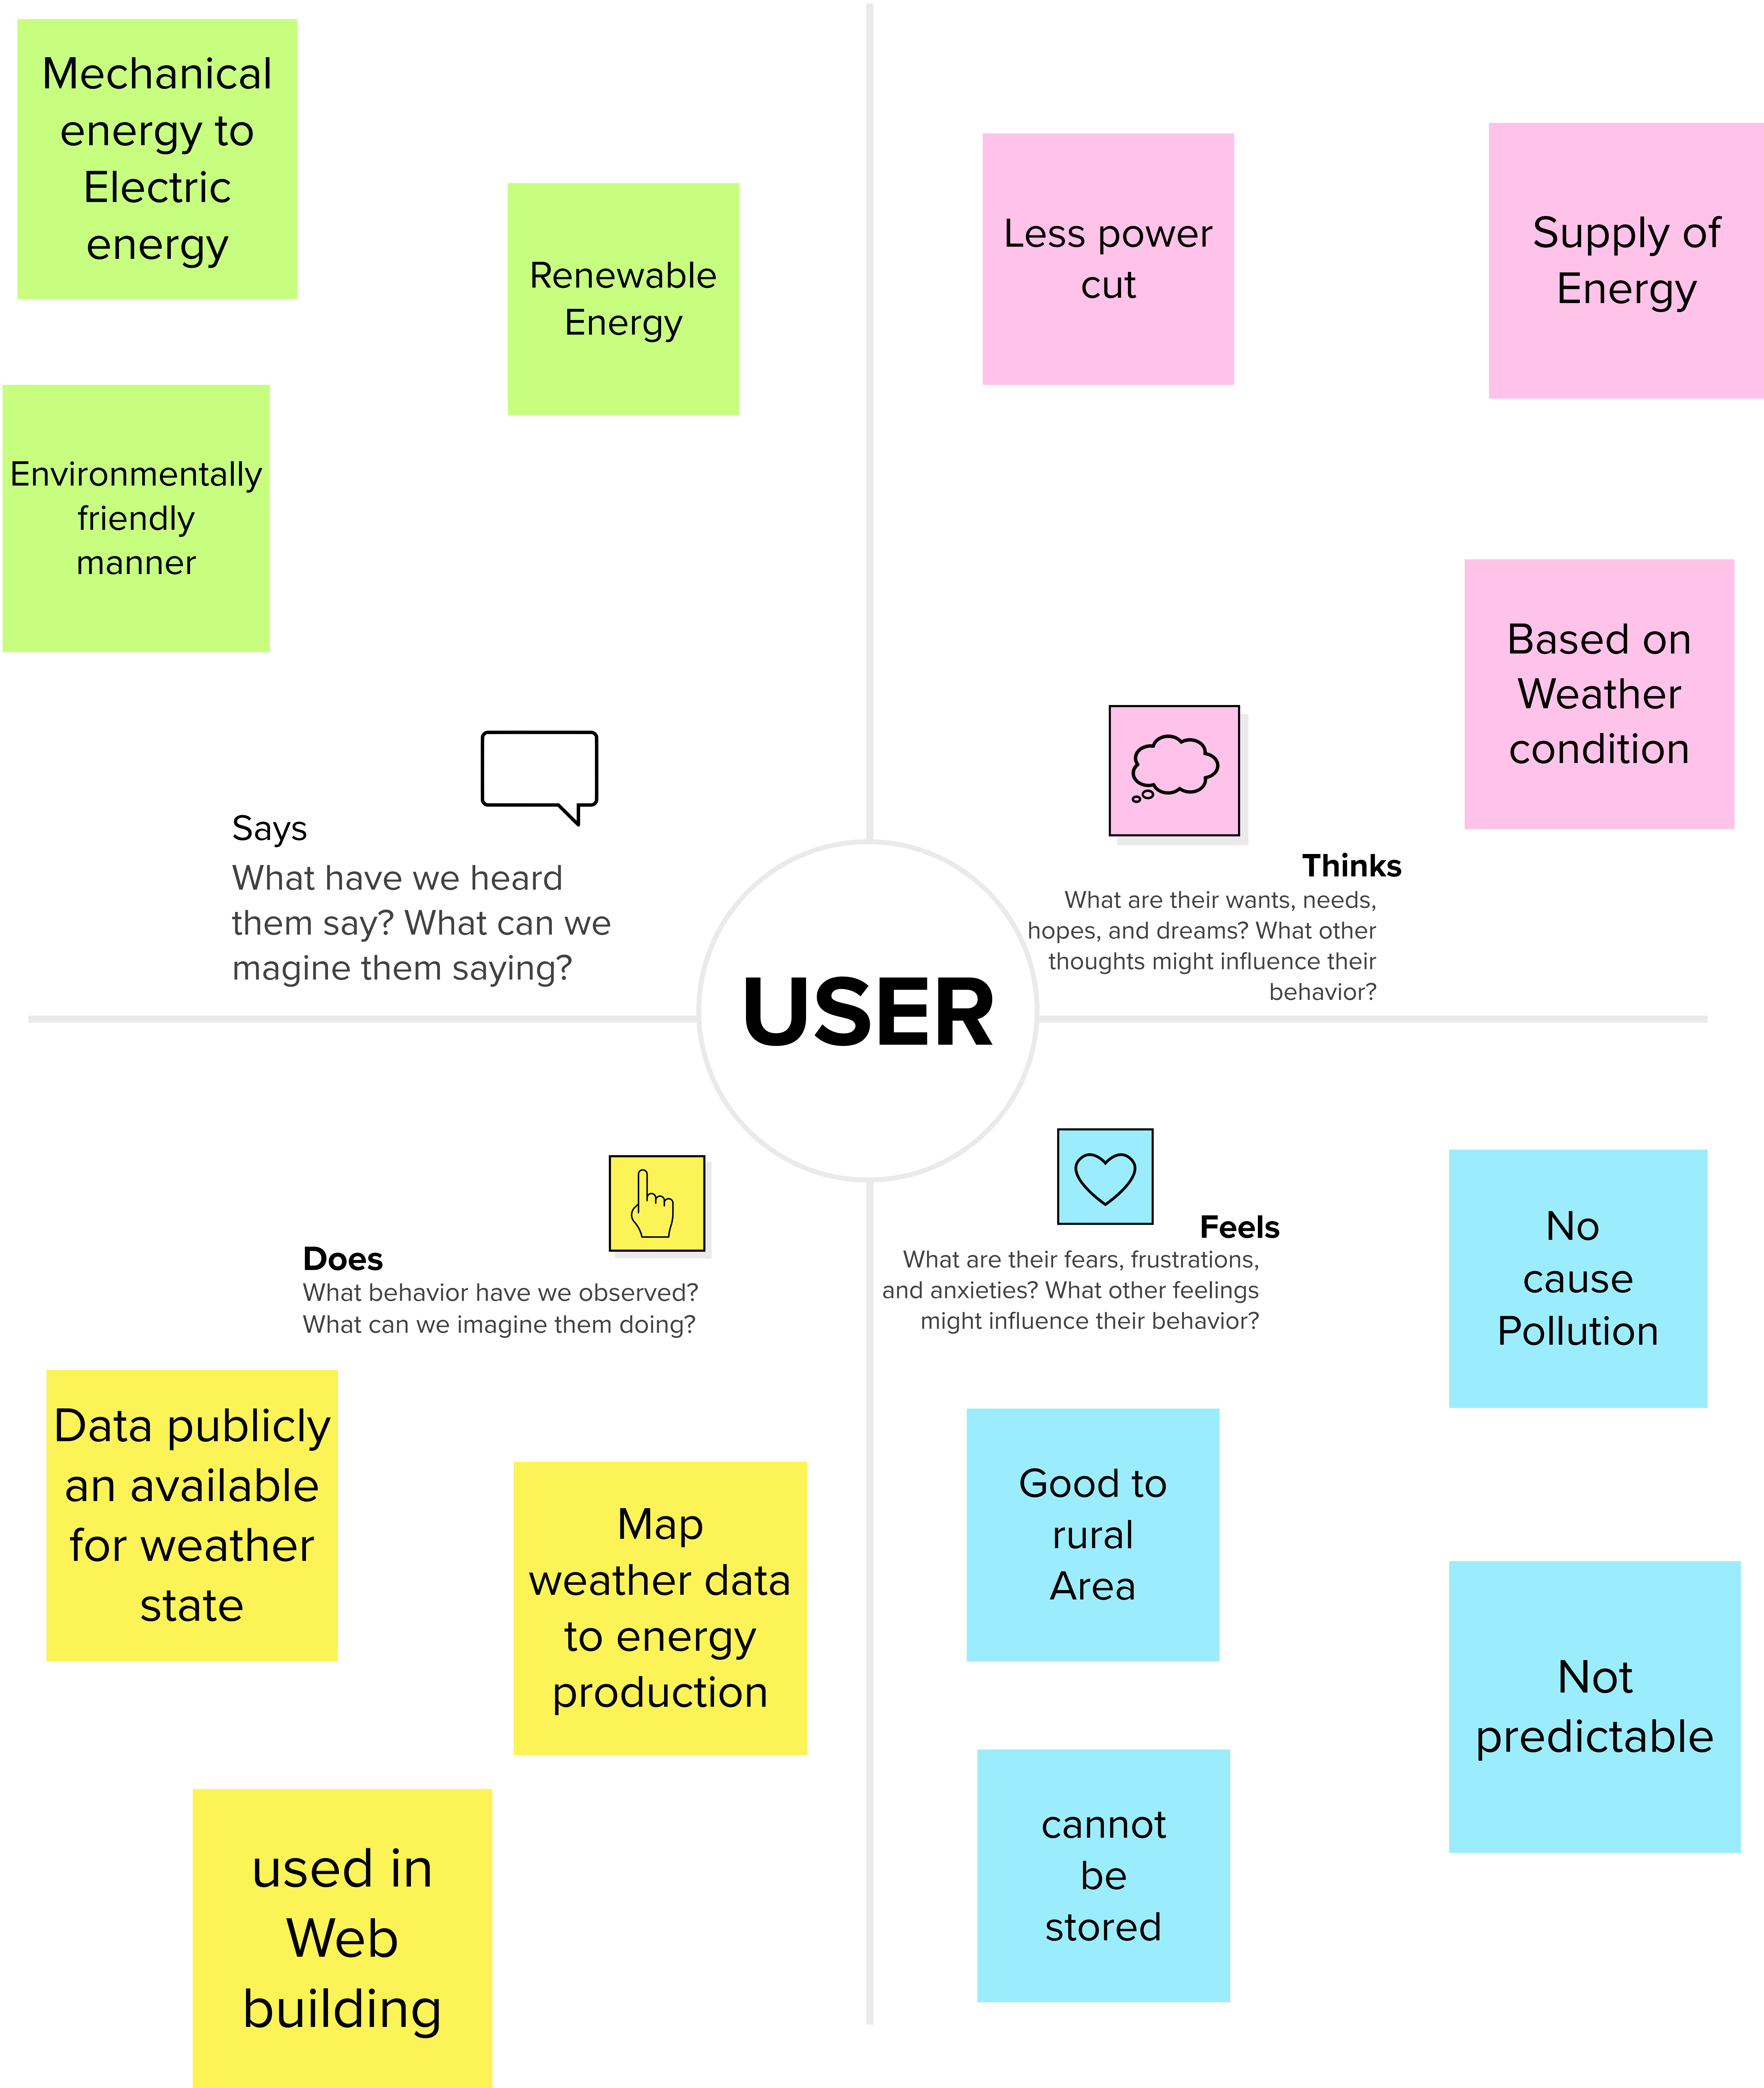 Mechanical
energy to
Electric
energy
Renewable
Energy
Environmentally
friendly
manner
Says
What have we heard
them say? What can we
magine them saying?
Less power
cut
Supply of
Energy
Based on
Weather
condition
Thinks
What are their wants, needs,
hopes, and dreams? What other
thoughts might influence their
behavior?
USER
Does
What behavior have we observed?
What can we imagine them doing?
Data publicly
an available
for weather
state
Map
weather data
to energy
production
used in
Web
building
Feels
What are their fears, frustrations,
and anxieties? What other feelings
might influence their behavior?
No
cause
Pollution
Good to
rural
Area
Not
predictable
cannot
be
stored